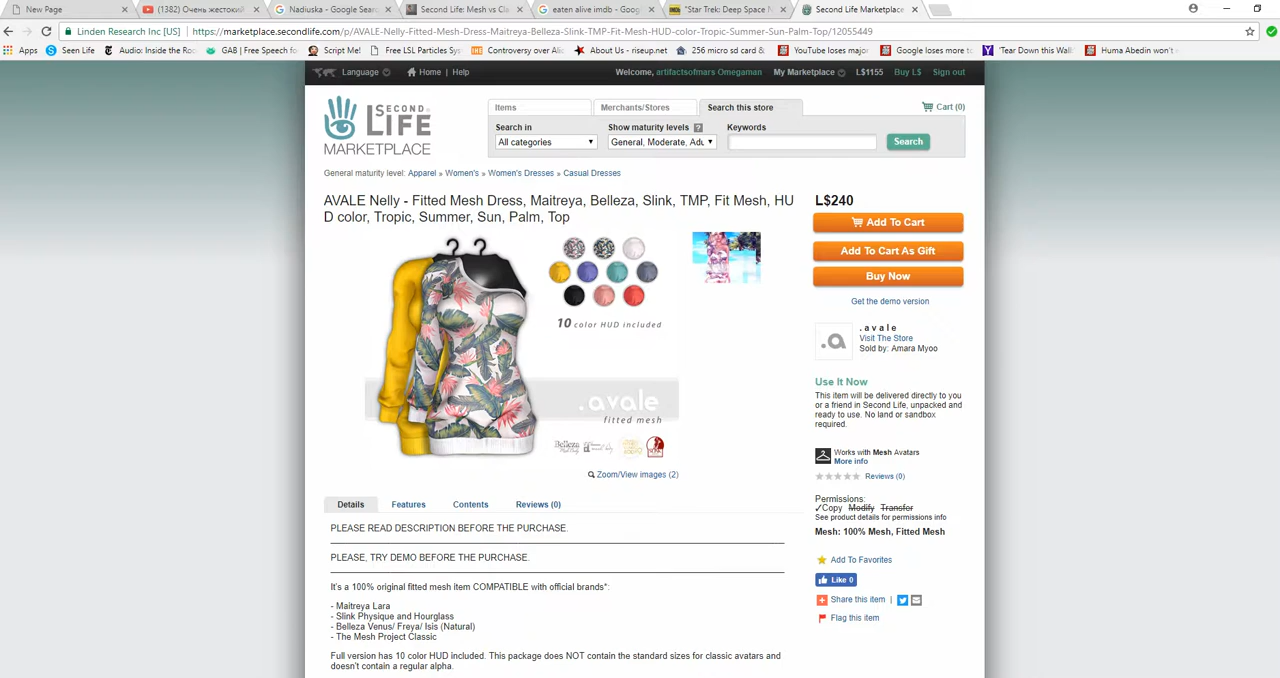 New Page
(1382) Очень жестокий
Nadiuska - Google Sear
Second Life: Mesh vs Cla
eaten alive imdb - Goog
"Star Trek: Deep Space N
Second Life Marketplace
Linden Research Inc [US]
https://marketplace.secondlife.com/p/AVALE-Nelly-Fitted-Mesh-Dress-Maitreya-Belleza-Slink-TMP-Fit-Mesh-HUD-color-Tropic-Summer-Sun-Palm-Top/12055449
Apps
Seen Life
Audio: Inside the Ro
GAB | Free Speech fo
Script Me!
Free LSL Particles Sys
Controversy over Ali
About Us - riseup.net
256 micro sd card &
YouTube loses major
Google loses more to
'Tear Down this Wall
Huma Abedin won't
Language
Home | Help
Welcome, artifactsofmars Omegaman
My Marketplace
L$1155
Buy L$
Sign out
SECOND LIFE
MARKETPLACE
Items
Merchants/Stores
Search this store
Cart (0)
Search in
Show maturity levels ?
Keywords
All categories
General, Moderate, Adu
Search
General maturity level: Apparel » Women's » Women's Dresses » Casual Dresses
AVALE Nelly - Fitted Mesh Dress, Maitreya, Belleza, Slink, TMP, Fit Mesh, HU
D color, Tropic, Summer, Sun, Palm, Top
10 color HUD included
.avale
fitted mesh
Belleza
Zoom/View images (2)
L$240
Add To Cart
Add To Cart As Gift
Buy Now
Get the demo version
.a
. a v a l e
Visit The Store
Sold by: Amara Myoo
Use It Now
This item will be delivered directly to you
or a friend in Second Life, unpacked and
ready to use. No land or sandbox
required.
Works with Mesh Avatars
More info
Reviews (0)
Permissions:
✓Copy Modify Transfer
See product details for permissions info
Mesh: 100% Mesh, Fitted Mesh
Add To Favorites
Like 0
Share this item |
Flag this item
Details
Features
Contents
Reviews (0)
PLEASE READ DESCRIPTION BEFORE THE PURCHASE.
PLEASE, TRY DEMO BEFORE THE PURCHASE.
It's a 100% original fitted mesh item COMPATIBLE with official brands*:
- Maitreya Lara
- Slink Physique and Hourglass
- Belleza Venus/ Freya/ Isis (Natural)
- The Mesh Project Classic
Full version has 10 color HUD included. This package does NOT contain the standard sizes for classic avatars and
doesn't contain a regular alpha.